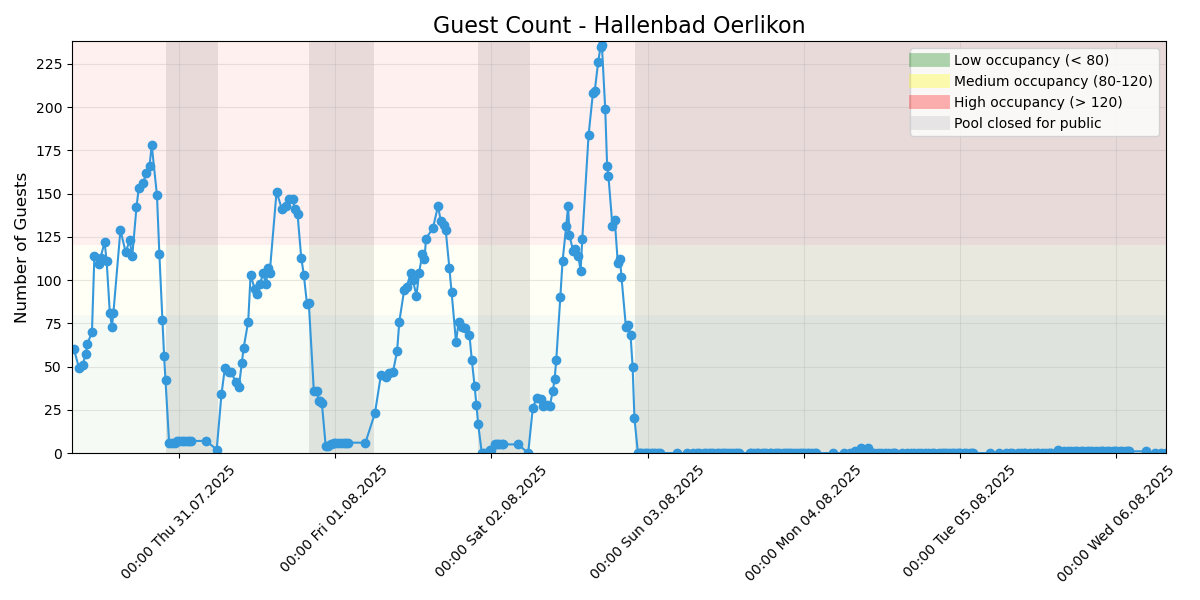 Guest Count - Hallenbad Oerlikon
Number of Guests
225
200
175
150
125
100
75
50
25
0
Low occupancy (< 80)
Medium occupancy (80-120)
High occupancy (> 120)
Pool closed for public
00:00 Thu 31.07.2025
00:00 Fri 01.08.2025
00:00 Sat 02.08.2025
00:00 Sun 03.08.2025
00:00 Mon 04.08.2025
00:00 Tue 05.08.2025
00:00 Wed 06.08.2025